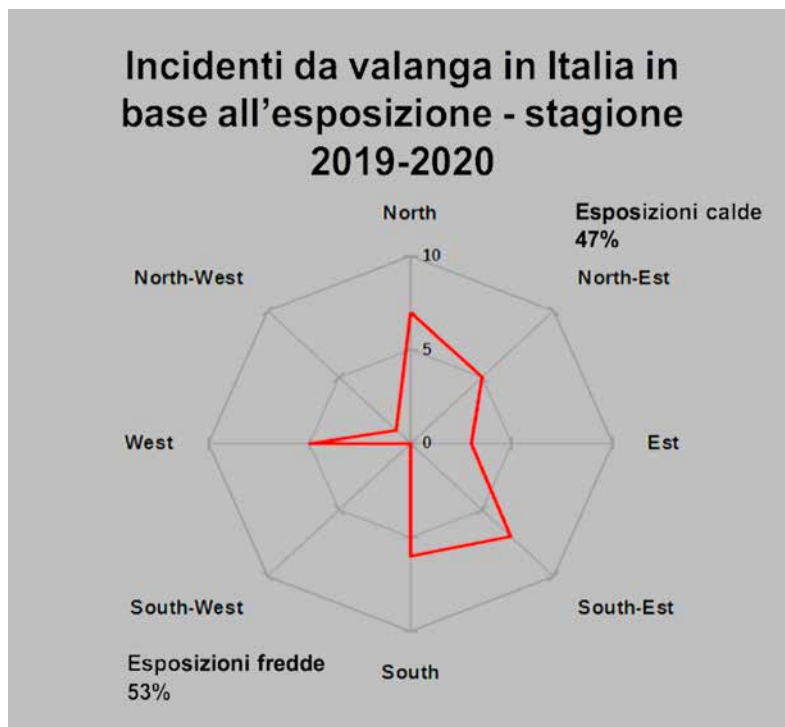 Incidenti da valanga in Italia in
base all’esposizione - stagione
2019-2020
North
Esposizioni calde
47%
North-West
10
North-Est
5
West
0
Est
South-West
South-Est
Esposizioni fredde
53%
South